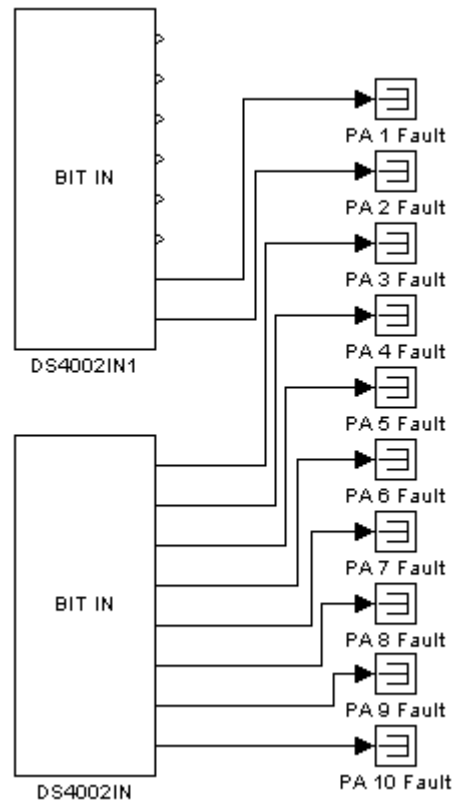 BIT IN
DS4002IN1
PA 1 Fault
PA 2 Fault
PA 3 Fault
PA 4 Fault
PA 5 Fault
PA 6 Fault
PA 7 Fault
PA 8 Fault
PA 9 Fault
PA 10 Fault
BIT IN
DS4002IN